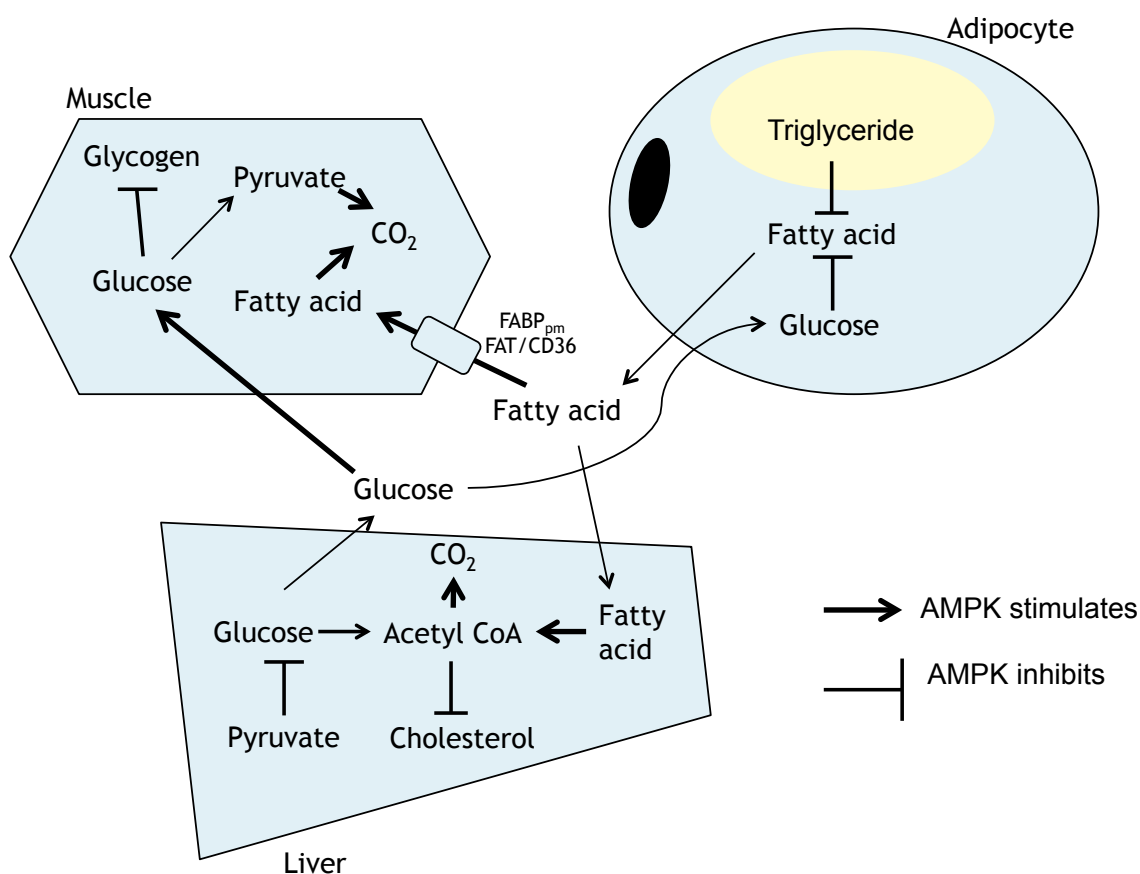 Adipocyte
Muscle
Triglyceride
Glycogen
Pyruvate
CO₂
Fatty acid
Glucose
Fatty acid
Glucose
FABPpm
FAT/CD36
Fatty acid
Glucose
CO₂
Glucose
Acetyl CoA
Fatty
acid
Pyruvate
Cholesterol
Liver
AMPK stimulates
AMPK inhibits